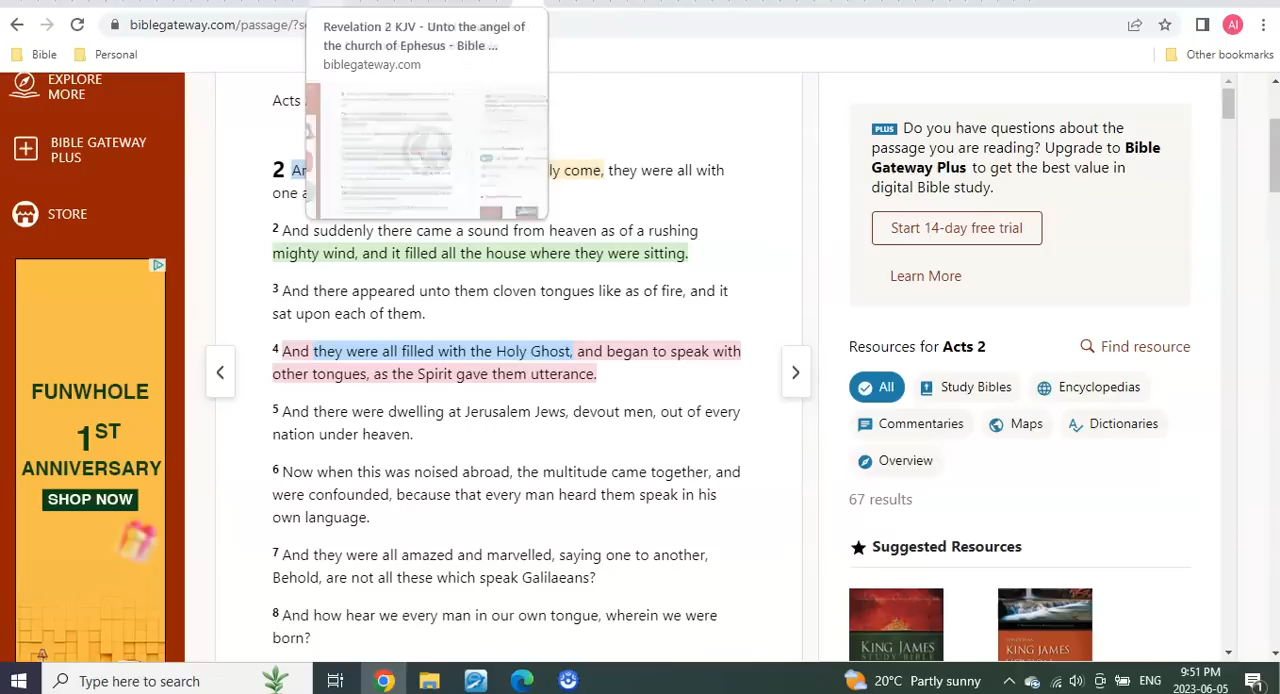 biblegateway.com/passage/?s
Revelation 2 KJV - Unto the angel of
the church of Ephesus - Bible ...
biblegateway.com
AI
Bible
Personal
Other bookmarks
EXPLORE
MORE
BIBLE GATEWAY
PLUS
STORE
FUNWHOLE
1ST
ANNIVERSARY
SHOP NOW
Acts
2 ly come, they were all with
one
2 And suddenly there came a sound from heaven as of a rushing
mighty wind, and it filled all the house where they were sitting.
3 And there appeared unto them cloven tongues like as of fire, and it
sat upon each of them.
4 And they were all filled with the Holy Ghost, and began to speak with
other tongues, as the Spirit gave them utterance.
5 And there were dwelling at Jerusalem Jews, devout men, out of every
nation under heaven.
6 Now when this was noised abroad, the multitude came together, and
were confounded, because that every man heard them speak in his
own language.
7 And they were all amazed and marvelled, saying one to another,
Behold, are not all these which speak Galilaeans?
8 And how hear we every man in our own tongue, wherein we were
born?
PLUS Do you have questions about the
passage you are reading? Upgrade to Bible
Gateway Plus to get the best value in
digital Bible study.
Start 14-day free trial
Learn More
Resources for Acts 2 Find resource
All Study Bibles Encyclopedias
Commentaries Maps Dictionaries
Overview
67 results
Suggested Resources
KING JAMES
STUDY BIBLE
KING JAMES
Type here to search
20°C Partly sunny
ENG
9:51 PM
2023-06-05
1